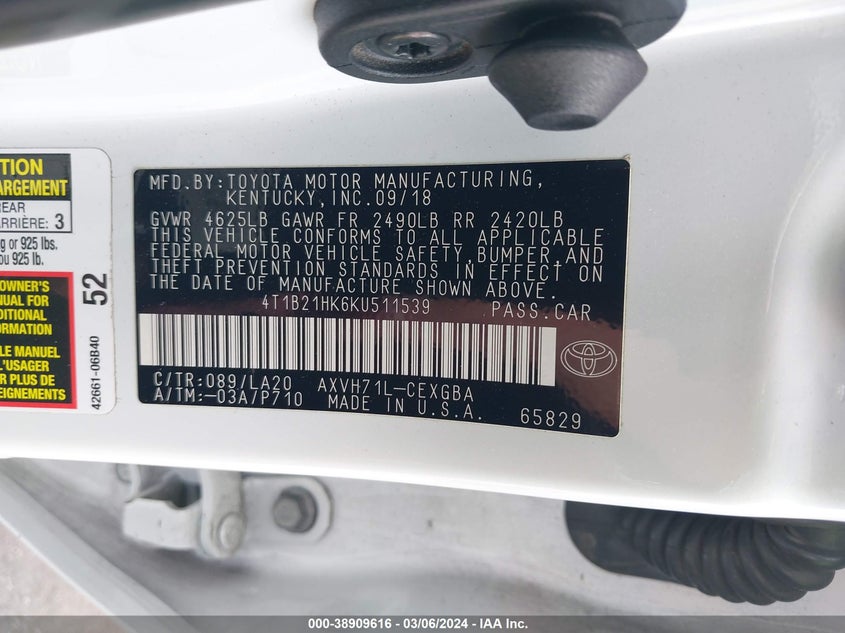 TION
ARGEMENT
REAR
ARRIÈRE: 3
g or 925 lbs.
ou 925 lb.
OWNER'S
NUAL FOR
DITIONAL
ORMATION
LE MANUEL
L'USAGER
R PLUS DE
EIGNEMENTS
52
42661-06B40
MFD.BY:TOYOTA MOTOR MANUFACTURING,
KENTUCKY,INC.09/18
GVWR 4625LB GAWR FR 2490LB RR 2420LB
THIS VEHICLE CONFORMS TO ALL APPLICABLE
FEDERAL MOTOR VEHICLE SAFETY,BUMPER,AND
THEFT PREVENTION STANDARDS IN EFFECT ON
THE DATE OF MANUFACTURE SHOWN ABOVE.
4T1B21HK6KU511539 PASS.CAR
C/TR:089/LA20 AXVH71L-CEXGBA
A/TM:-03A/P710 MADE IN U.S.A. 65829
000-38909616 - 03/06/2024 - IAA Inc.